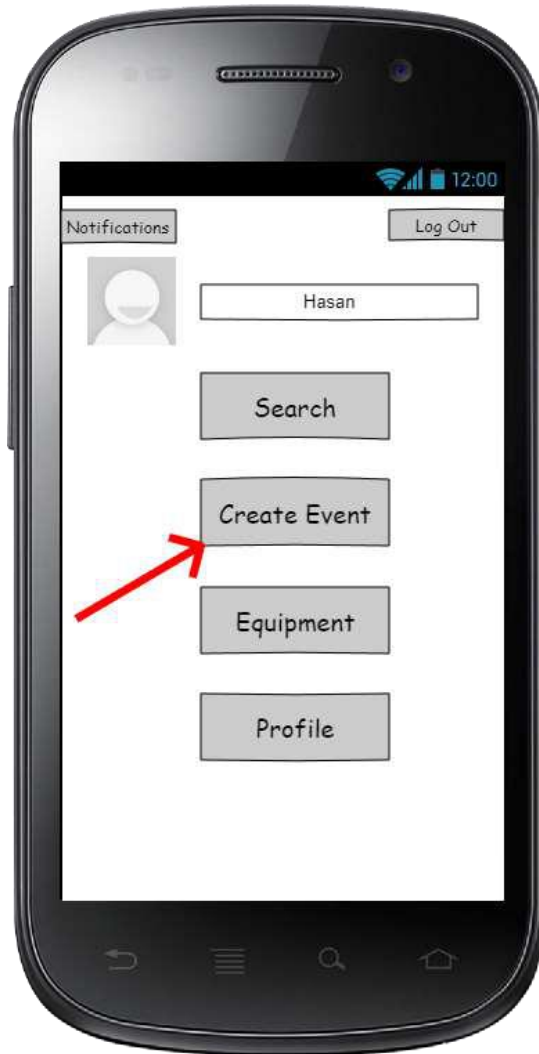 12:00
Notifications
Log Out
Hasan
Search
Create Event
Equipment
Profile